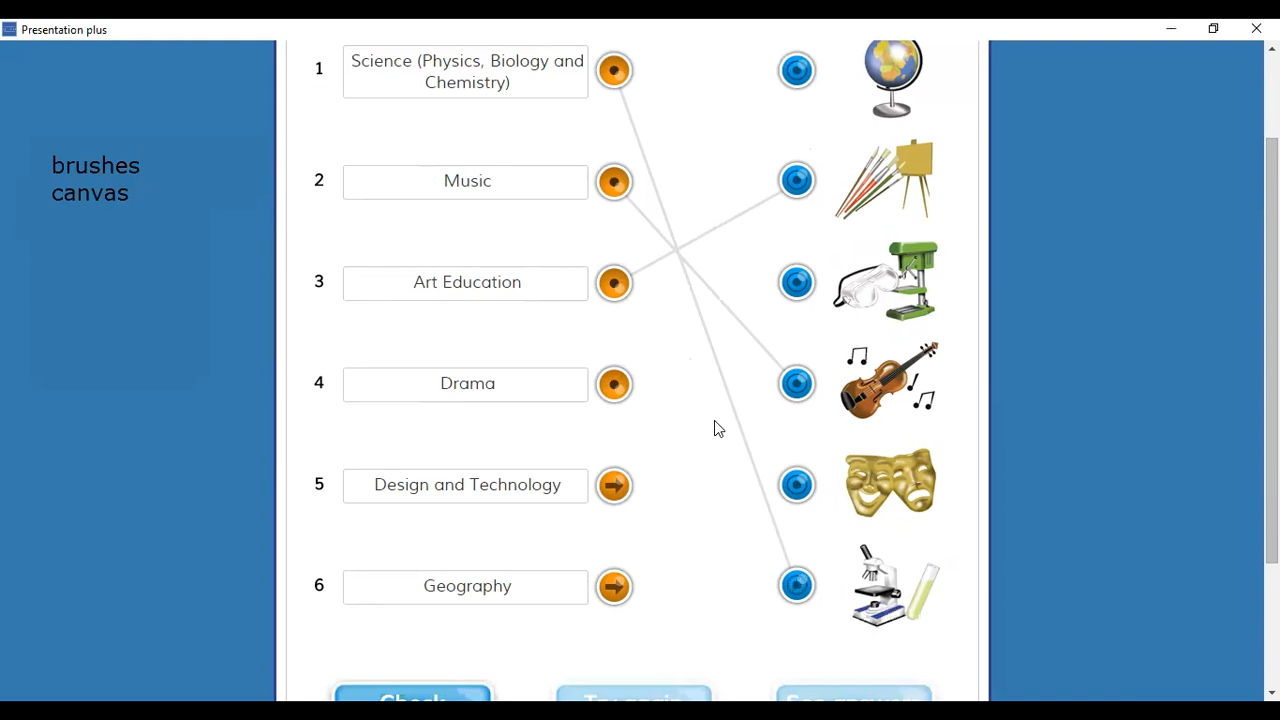 Presentation plus
brushes
canvas
1 Science (Physics, Biology and
Chemistry)
2 Music
3 Art Education
4 Drama
5 Design and Technology
6 Geography
Check